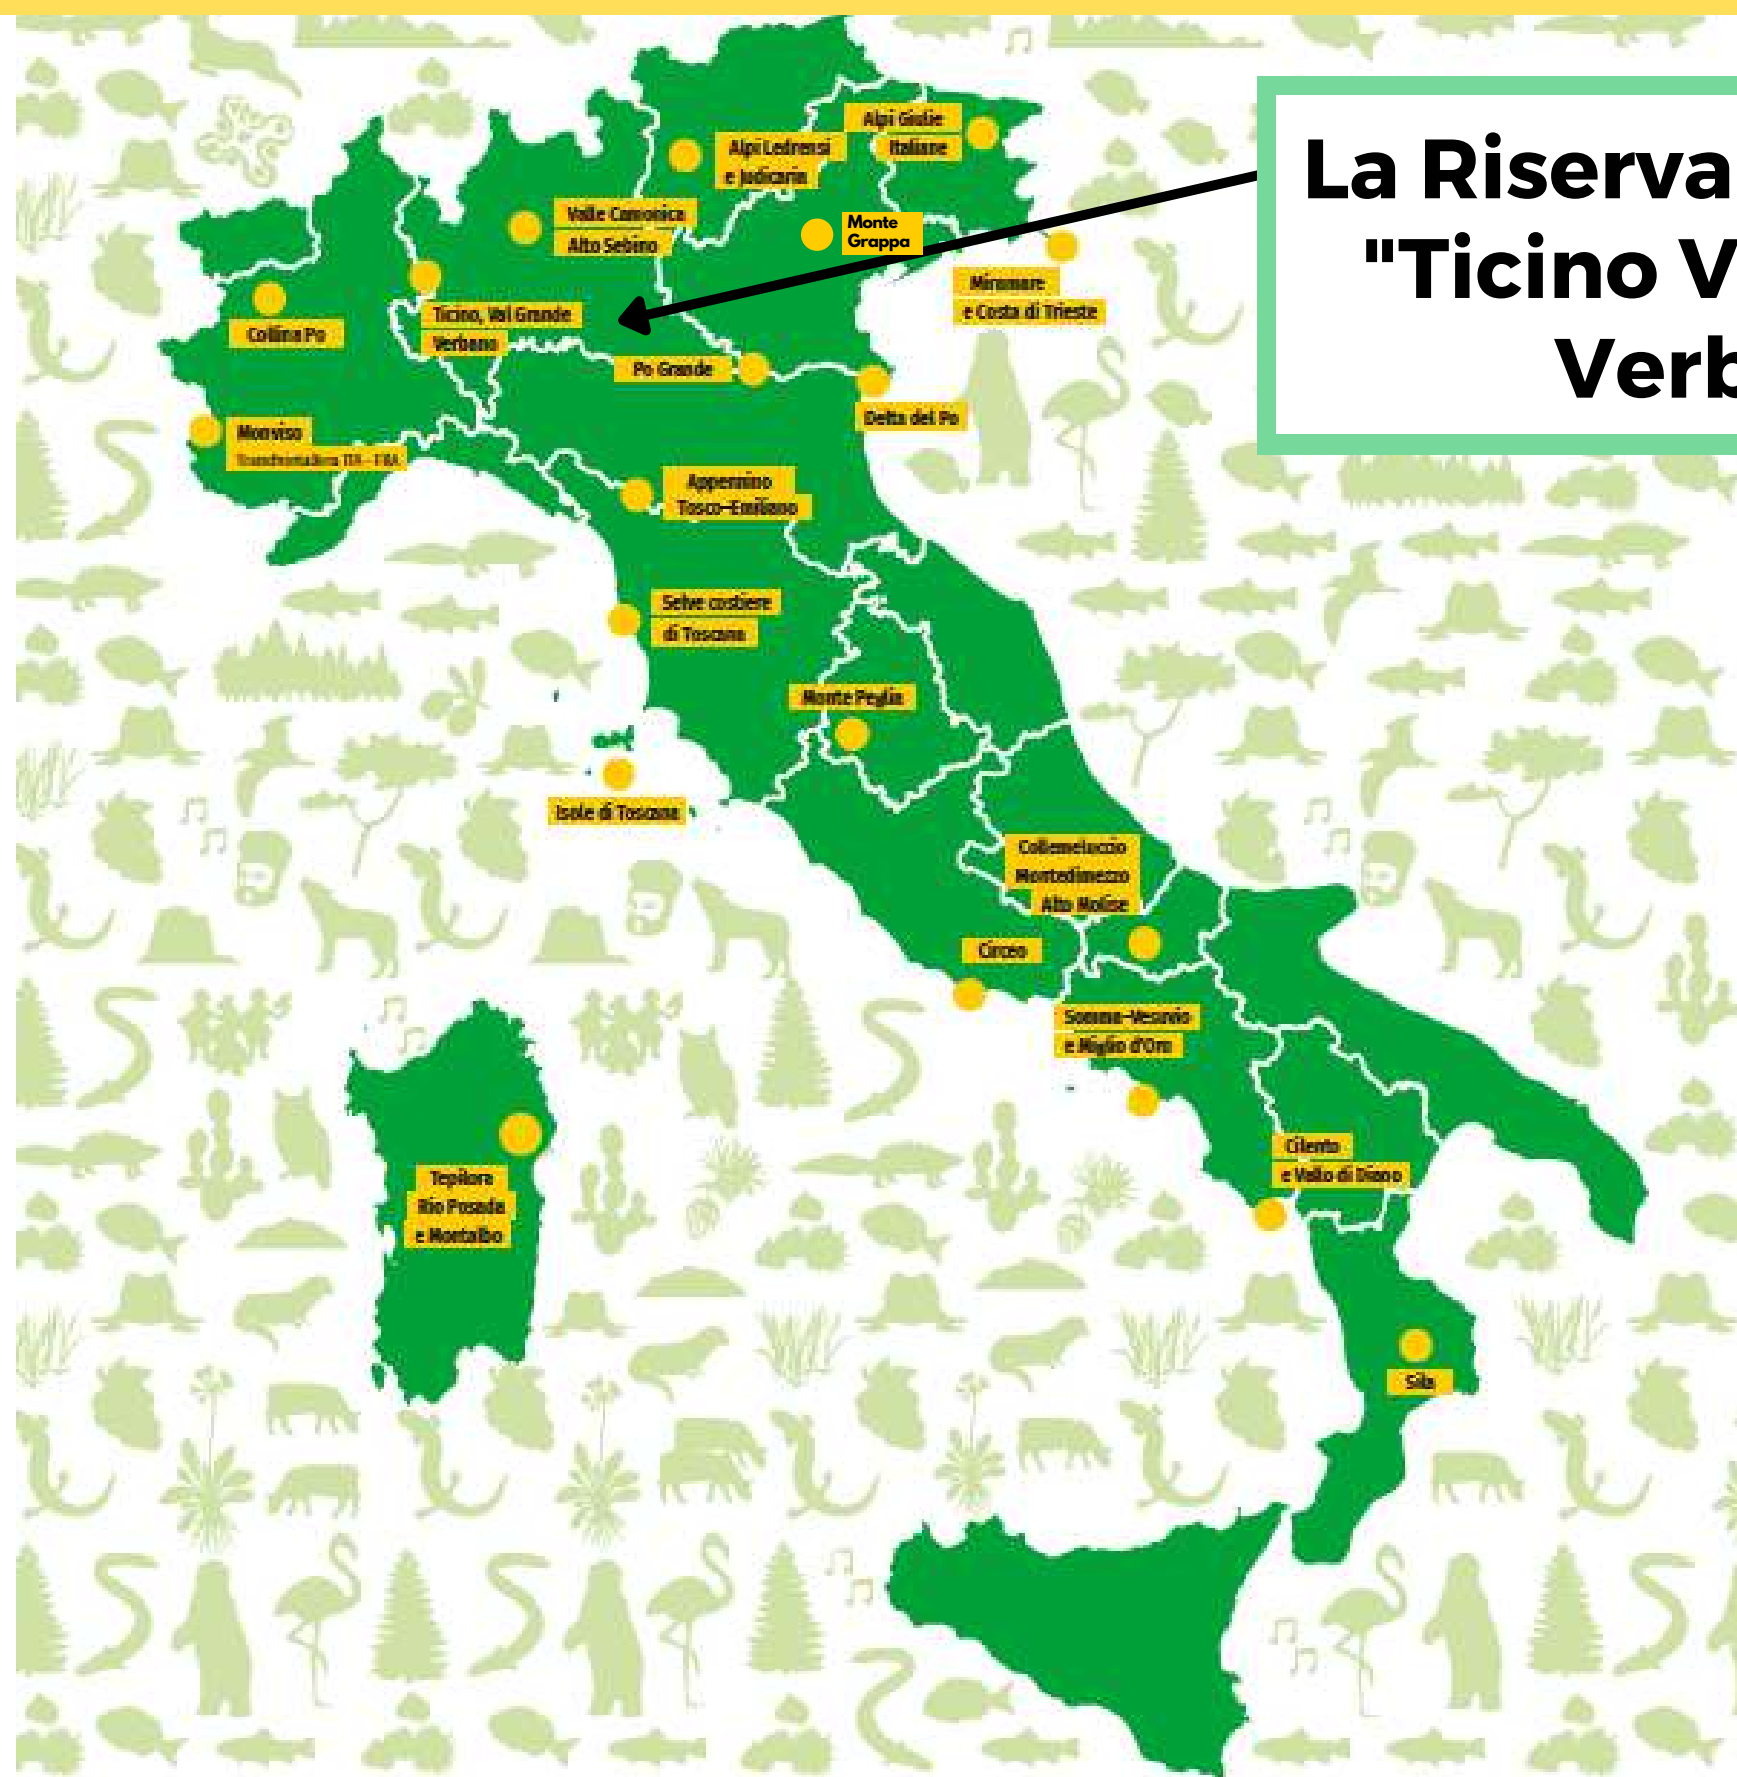 Alpi Giulie
Italiane
Alpi Ledrensi
e Judicaria
Valle Camonica
Alto Sebino
Monte
Grappa
Miramare
e Costa di Trieste
Collina Po
Ticino, Val Grande
Verbano
Po Grande
Delta del Po
Monviso
Transfrontaliera ITA - FRA
Appennino
Tosco-Emiliano
Selve costiere
di Toscana
Monte Peglia
Isole di Toscana
Collemeluccio
Montedimezzo
Alto Molise
Circeo
Somma-Vesuvio
e Miglio d'Oro
Cilento
e Vallo di Diano
Tepilora
Rio Posada
e Montalbo
Sila
La Riserva
"Ticino V
Verb